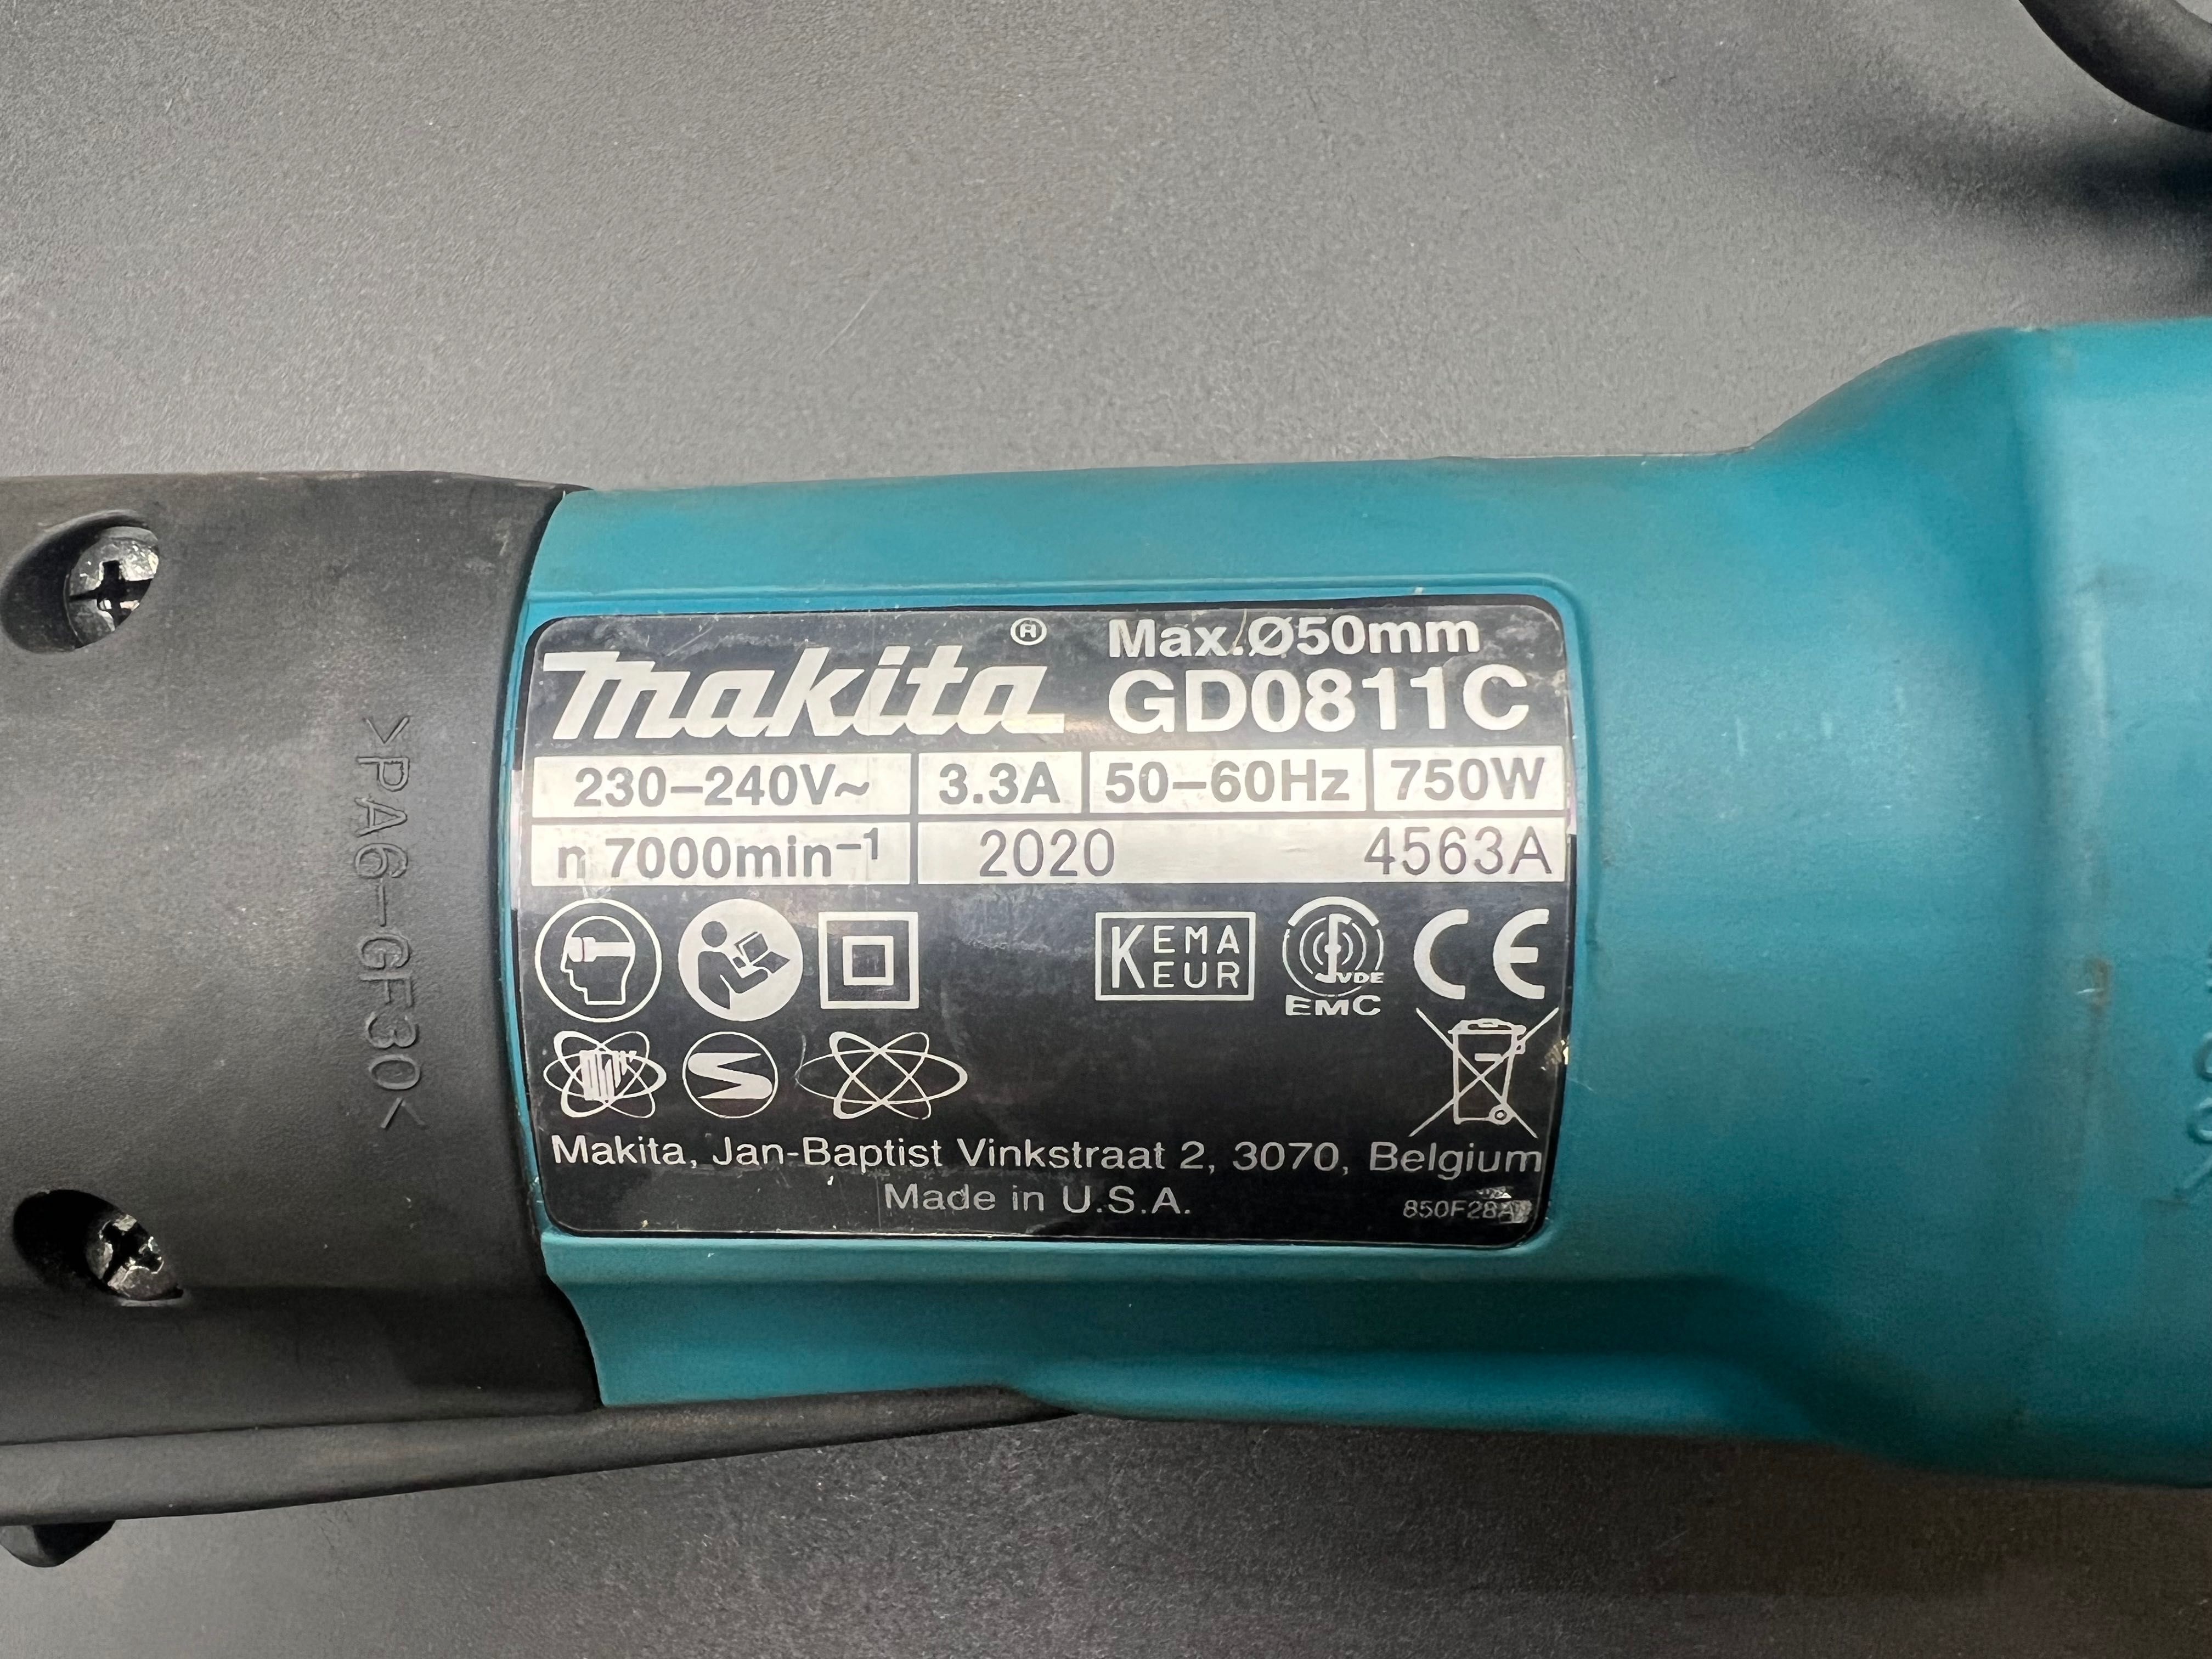 >PA6-GF30<
makita® Max.Ø50mm
GD0811C
230–240V~ 3.3A 50–60Hz 750W
n 7000min⁻¹ 2020 4563A
KEMA
KEUR
VDE
EMC
CE
Makita, Jan-Baptist Vinkstraat 2, 3070, Belgium
Made in U.S.A.